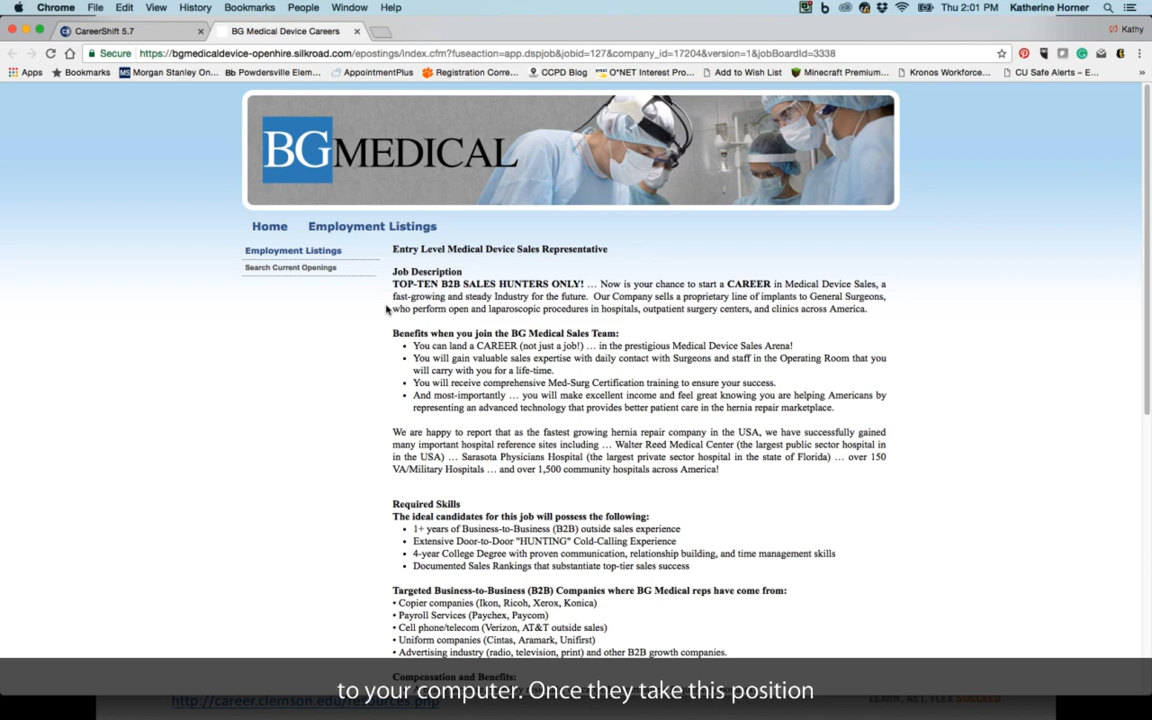 Chrome File Edit View History Bookmarks People Window Help Thu 2:01 PM Katherine Horner
CareerShift 5.7 BG Medical Device Careers Kathy
Secure https://bgmedicaldevice-openhire.silkroad.com/epostings/index.cfm?fuseaction=app.dspjob&jobid=127&company_id=17204&version=1&jobBoardId=3338
Apps Bookmarks MS Morgan Stanley On... Bb Powdersville Elem... AppointmentPlus Registration Corre... CCPD Blog O*NET Interest Pro... Add to Wish List Minecraft Premium... Kronos Workforce... CU Safe Alerts – E... »
BGMEDICAL
Home Employment Listings
Employment Listings
Search Current Openings
Entry Level Medical Device Sales Representative
Job Description
TOP-TEN B2B SALES HUNTERS ONLY! … Now is your chance to start a CAREER in Medical Device Sales, a
fast-growing and steady Industry for the future. Our Company sells a proprietary line of implants to General Surgeons,
who perform open and laparoscopic procedures in hospitals, outpatient surgery centers, and clinics across America.
Benefits when you join the BG Medical Sales Team:
• You can land a CAREER (not just a job!) … in the prestigious Medical Device Sales Arena!
• You will gain valuable sales expertise with daily contact with Surgeons and staff in the Operating Room that you
will carry with you for a life-time.
• You will receive comprehensive Med-Surg Certification training to ensure your success.
• And most-importantly … you will make excellent income and feel great knowing you are helping Americans by
representing an advanced technology that provides better patient care in the hernia repair marketplace.
We are happy to report that as the fastest growing hernia repair company in the USA, we have successfully gained
many important hospital reference sites including … Walter Reed Medical Center (the largest public sector hospital in
in the USA) … Sarasota Physicians Hospital (the largest private sector hospital in the state of Florida) … over 150
VA/Military Hospitals … and over 1,500 community hospitals across America!
Required Skills
The ideal candidates for this job will possess the following:
• 1+ years of Business-to-Business (B2B) outside sales experience
• Extensive Door-to-Door "HUNTING" Cold-Calling Experience
• 4-year College Degree with proven communication, relationship building, and time management skills
• Documented Sales Rankings that substantiate top-tier sales success
Targeted Business-to-Business (B2B) Companies where BG Medical reps have come from:
• Copier companies (Ikon, Ricoh, Xerox, Konica)
• Payroll Services (Paychex, Paycom)
• Cell phone/telecom (Verizon, AT&T outside sales)
• Uniform companies (Cintas, Aramark, Unifirst)
• Advertising industry (radio, television, print) and other B2B growth companies.
Compensation and Benefits:
to your computer. Once they take this position
http://career.clemson.edu/resources.php LEARN, ACT, FLEX SUCCEED